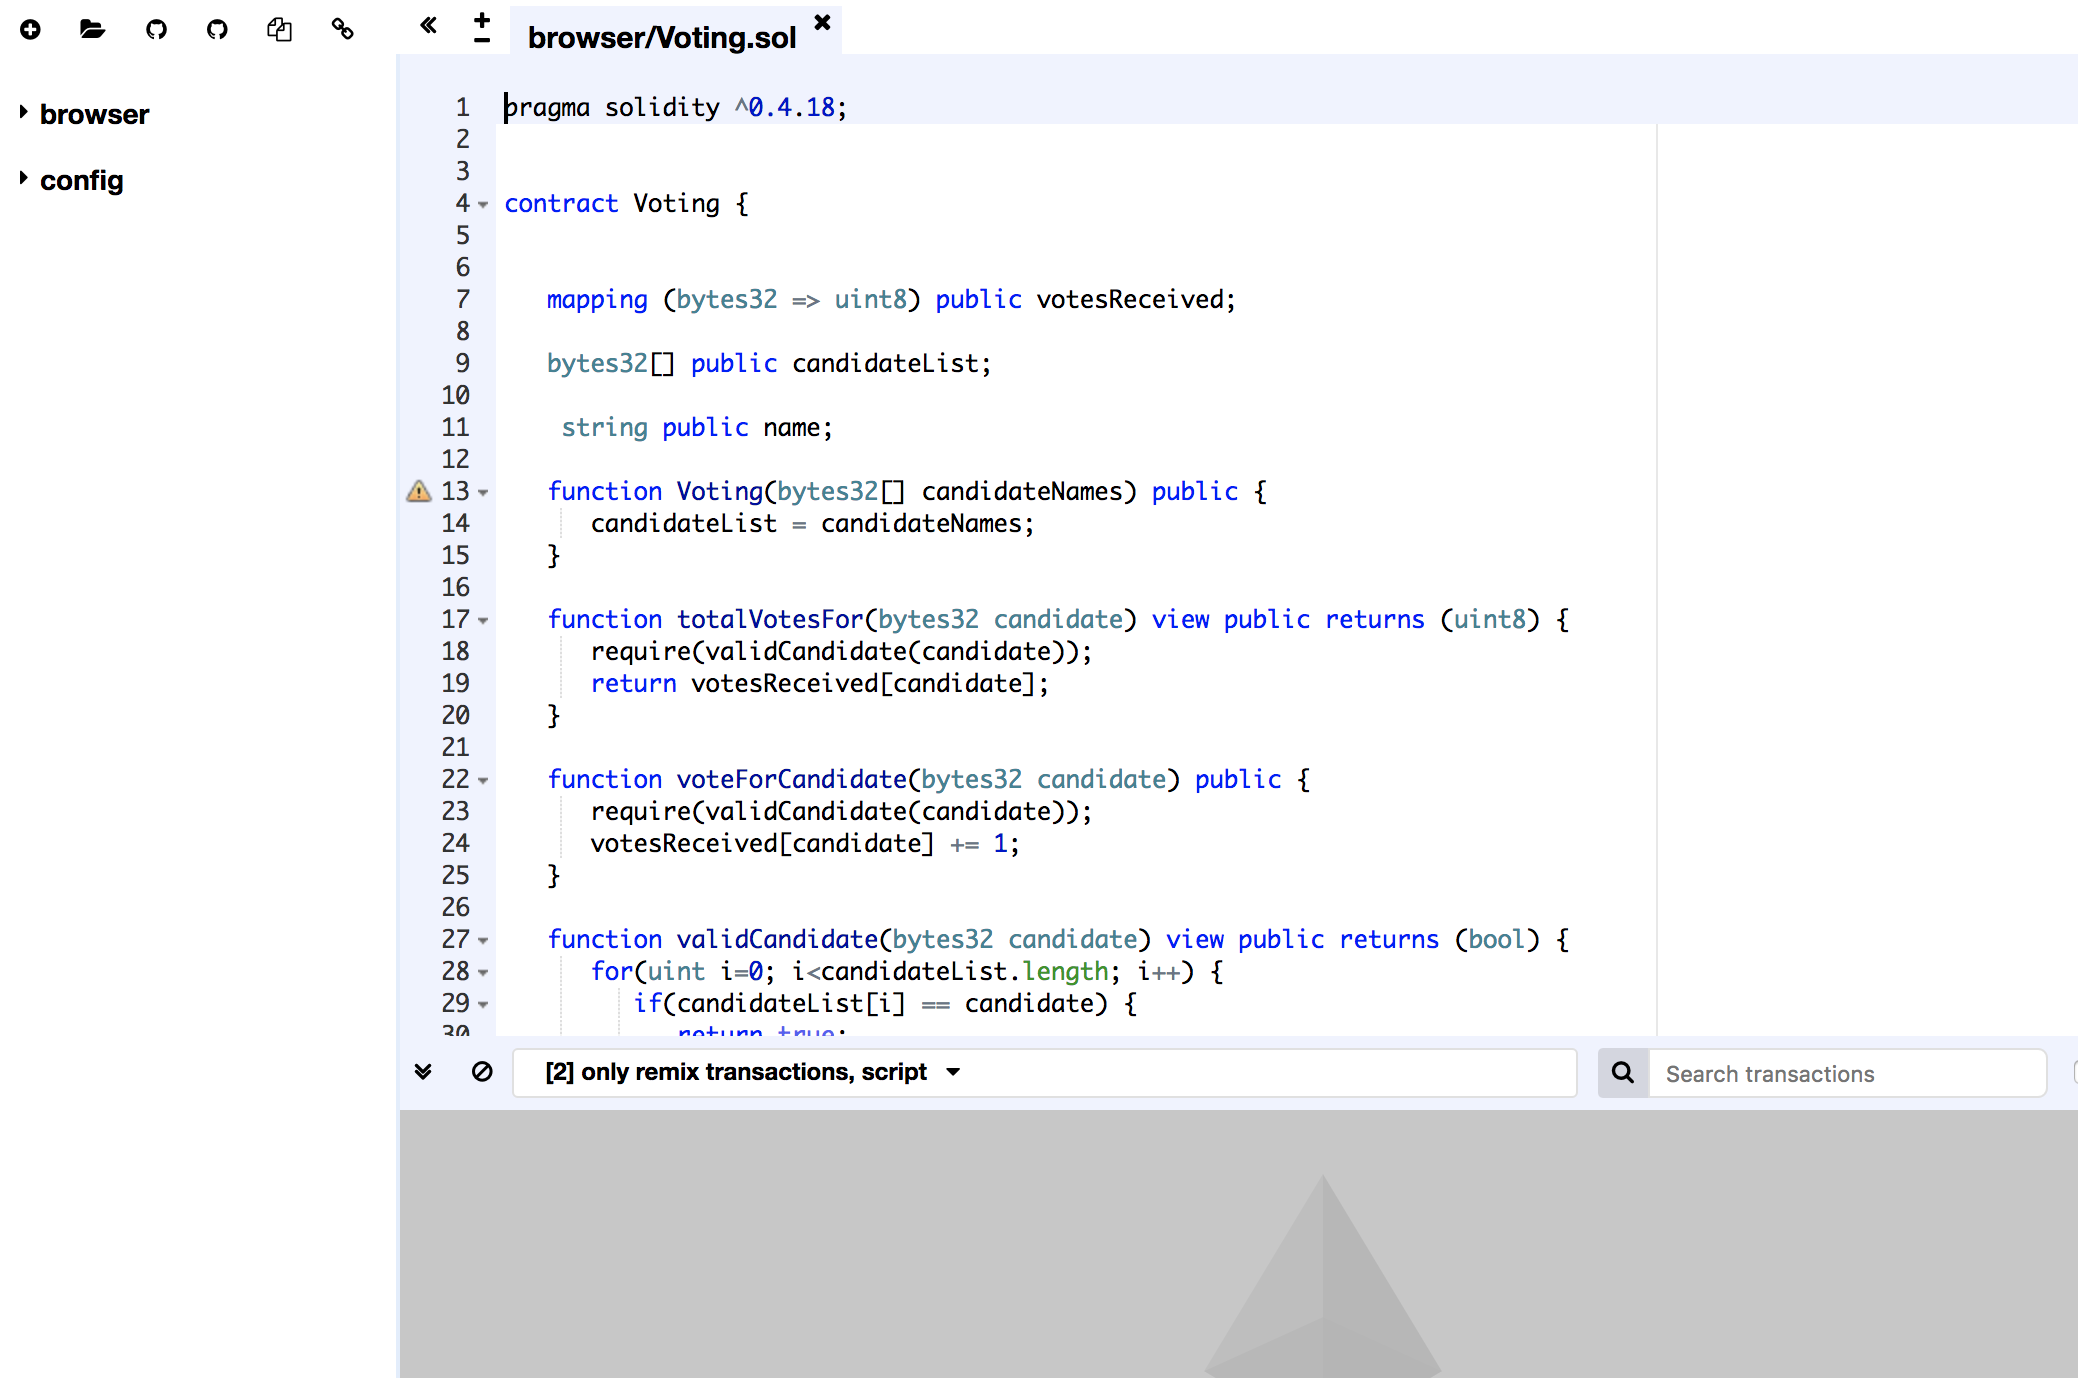 browser/Voting.sol
browser
config
1 pragma solidity ^0.4.18;
2
3
4 contract Voting {
5
6
7 mapping (bytes32 => uint8) public votesReceived;
8
9 bytes32[] public candidateList;
10
11 string public name;
12
13 function Voting(bytes32[] candidateNames) public {
14 candidateList = candidateNames;
15 }
16
17 function totalVotesFor(bytes32 candidate) view public returns (uint8) {
18 require(validCandidate(candidate));
19 return votesReceived[candidate];
20 }
21
22 function voteForCandidate(bytes32 candidate) public {
23 require(validCandidate(candidate));
24 votesReceived[candidate] += 1;
25 }
26
27 function validCandidate(bytes32 candidate) view public returns (bool) {
28 for(uint i=0; i<candidateList.length; i++) {
29 if(candidateList[i] == candidate) {
30 return true;
[2] only remix transactions, script
Search transactions